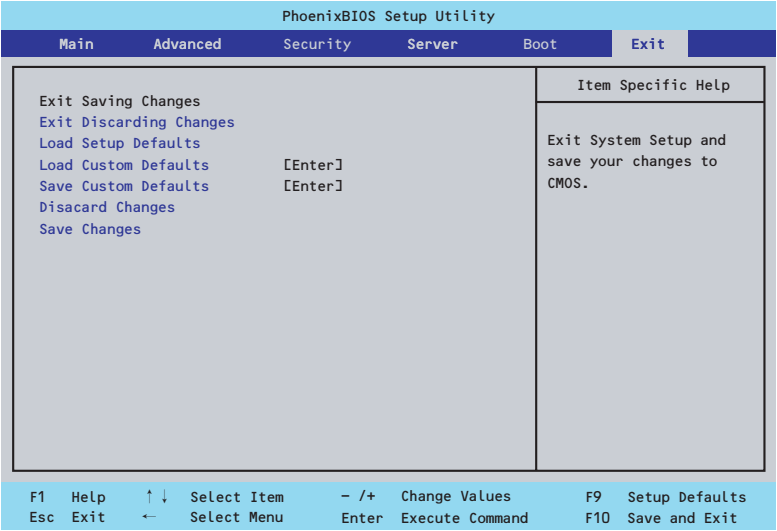 PhoenixBIOS Setup Utility
Main Advanced Security Server Boot Exit
Item Specific Help
Exit Saving Changes
Exit Discarding Changes
Load Setup Defaults
Load Custom Defaults [Enter]
Save Custom Defaults [Enter]
Disacard Changes
Save Changes
Exit System Setup and
save your changes to
CMOS.
F1 Help ↑↓ Select Item – /+ Change Values F9 Setup Defaults
Esc Exit ← Select Menu Enter Execute Command F10 Save and Exit